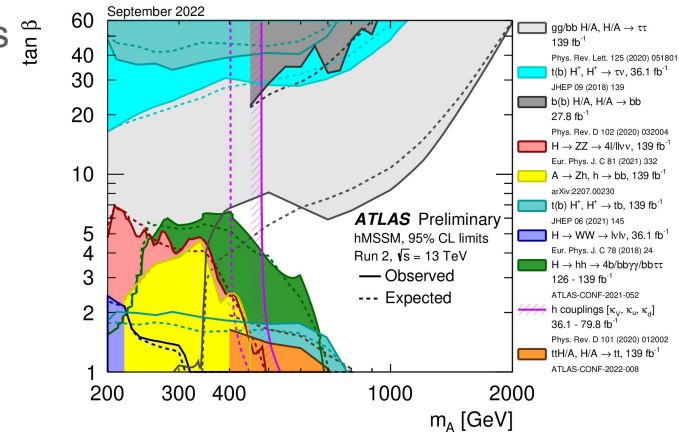 s
September 2022
tan β
60
40
30
20
10
5
4
3
2
1
200
300
400
1000
2000
m_A [GeV]
ATLAS Preliminary
hMSSM, 95% CL limits
Run 2, √s = 13 TeV
Observed
Expected
gg/bb H/A, H/A → ττ
139 fb⁻¹
Phys. Rev. Lett. 125 (2020) 051801
t(b) H⁺, H⁺ → τν, 36.1 fb⁻¹
JHEP 09 (2018) 139
b(b) H/A, H/A → bb
27.8 fb⁻¹
Phys. Rev. D 102 (2020) 032004
H → ZZ → 4l/llνν, 139 fb⁻¹
Eur. Phys. J. C 81 (2021) 332
A → Zh, h → bb, 139 fb⁻¹
arXiv:2207.00230
t(b) H⁺, H⁺ → tb, 139 fb⁻¹
JHEP 06 (2021) 145
H → WW → lνlν, 36.1 fb⁻¹
Eur. Phys. J. C 78 (2018) 24
H → hh → 4b/bbγγ/bbττ
126 - 139 fb⁻¹
ATLAS-CONF-2021-052
h couplings [κ_V, κ_u, κ_d]
36.1 - 79.8 fb⁻¹
Phys. Rev. D 101 (2020) 012002
ttH/A, H/A → tt, 139 fb⁻¹
ATLAS-CONF-2022-008